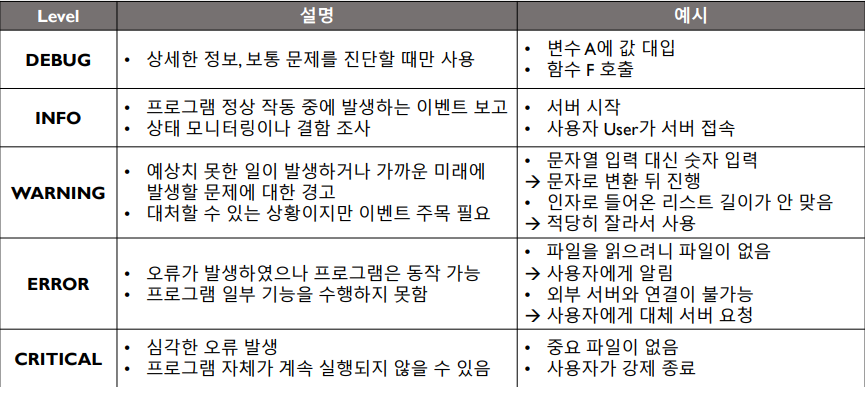 Level 설명 예시
DEBUG
• 상세한 정보, 보통 문제를 진단할 때만 사용
• 변수 A에 값 대입
• 함수 F 호출
INFO
• 프로그램 정상 작동 중에 발생하는 이벤트 보고
• 상태 모니터링이나 결함 조사
• 서버 시작
• 사용자 User가 서버 접속
WARNING
• 예상치 못한 일이 발생하거나 가까운 미래에
발생할 문제에 대한 경고
• 대처할 수 있는 상황이지만 이벤트 주목 필요
• 문자열 입력 대신 숫자 입력
→ 문자로 변환 뒤 진행
• 인자로 들어온 리스트 길이가 안 맞음
→ 적당히 잘라서 사용
ERROR
• 오류가 발생하였으나 프로그램은 동작 가능
• 프로그램 일부 기능을 수행하지 못함
• 파일을 읽으려니 파일이 없음
→ 사용자에게 알림
• 외부 서버와 연결이 불가능
→ 사용자에게 대체 서버 요청
CRITICAL
• 심각한 오류 발생
• 프로그램 자체가 계속 실행되지 않을 수 있음
• 중요 파일이 없음
• 사용자가 강제 종료